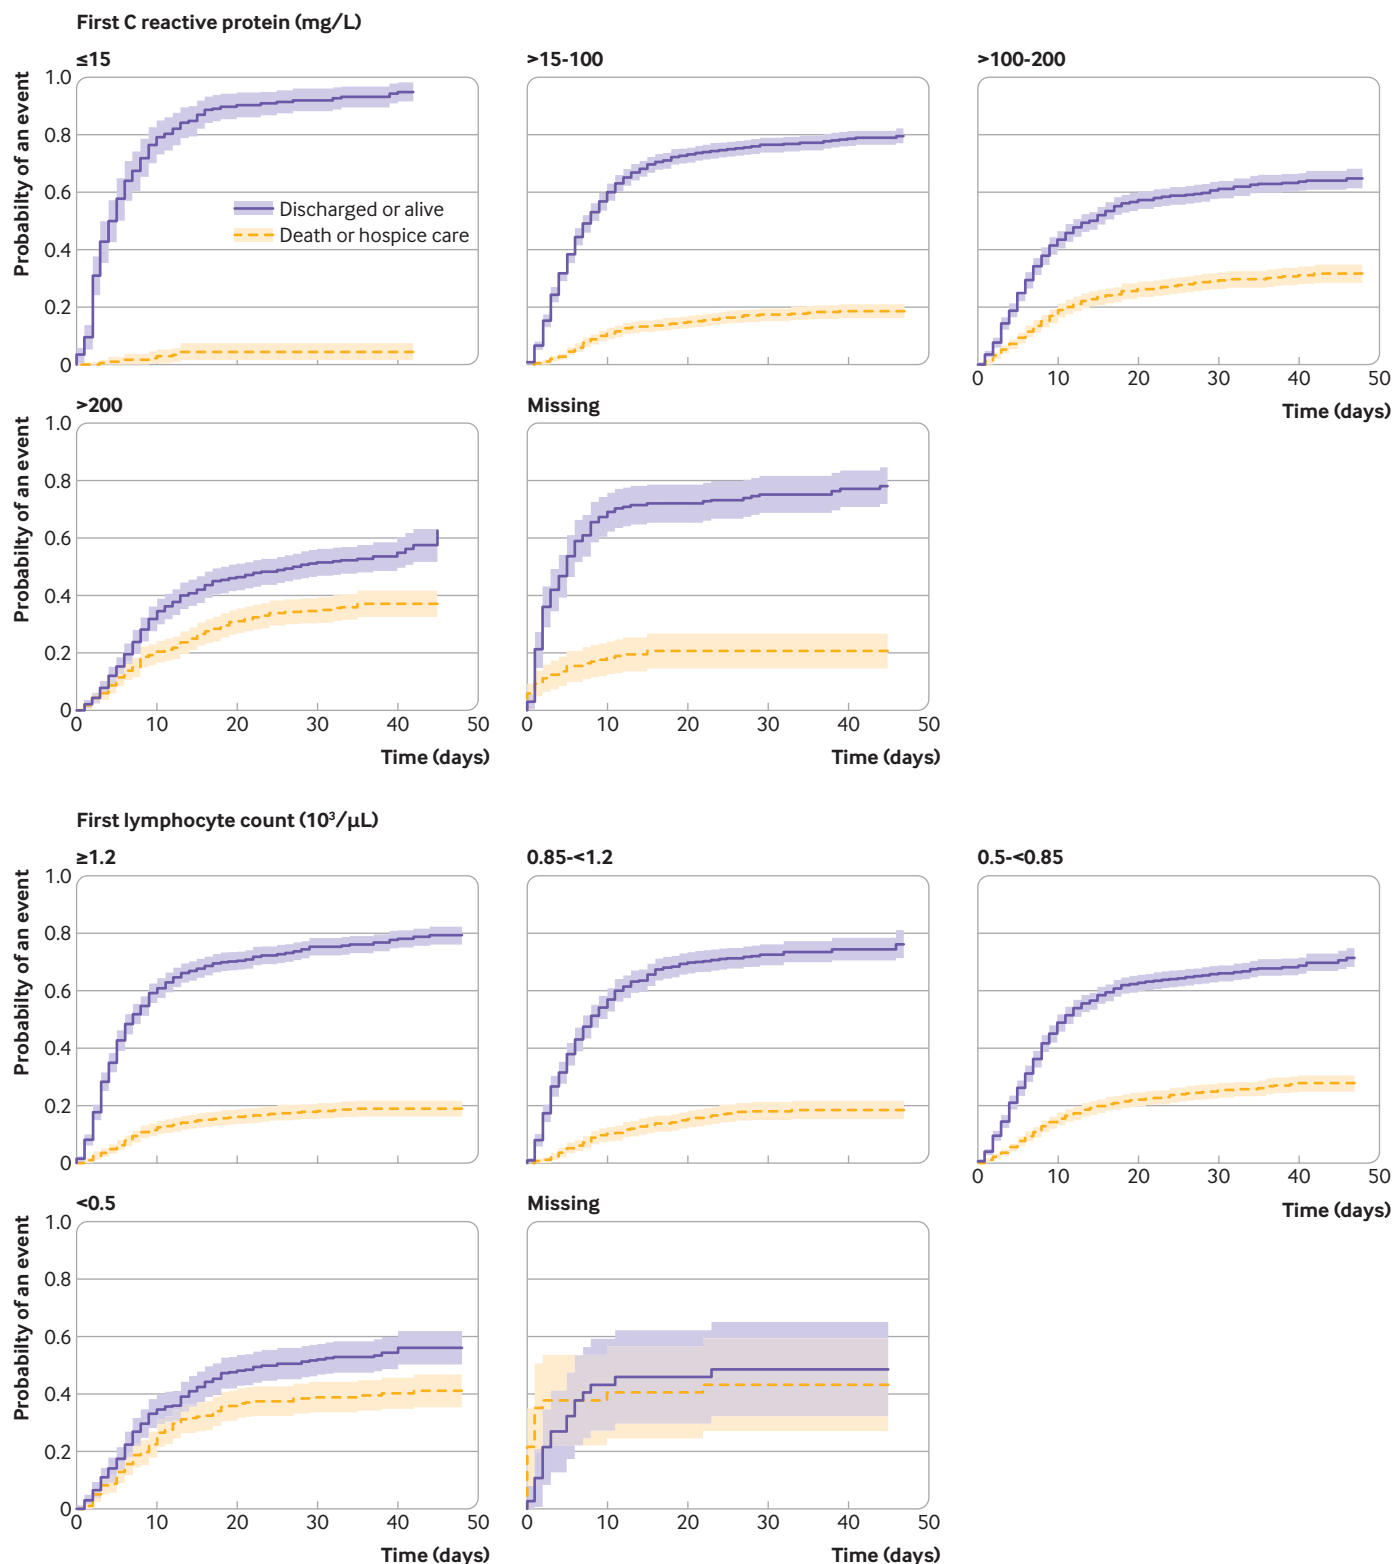 First C reactive protein (mg/L)
≤15
>15-100
>100-200
Probabilty of an event
1.0
0.8
0.6
0.4
0.2
0
Discharged or alive
Death or hospice care
0 10 20 30 40 50
Time (days)
>200
Missing
Probabilty of an event
1.0
0.8
0.6
0.4
0.2
0
0 10 20 30 40 50
Time (days)
0 10 20 30 40 50
Time (days)
First lymphocyte count (10³/μL)
≥1.2
0.85-<1.2
0.5-<0.85
Probabilty of an event
1.0
0.8
0.6
0.4
0.2
0
0 10 20 30 40 50
Time (days)
<0.5
Missing
Probabilty of an event
1.0
0.8
0.6
0.4
0.2
0
0 10 20 30 40 50
Time (days)
0 10 20 30 40 50
Time (days)